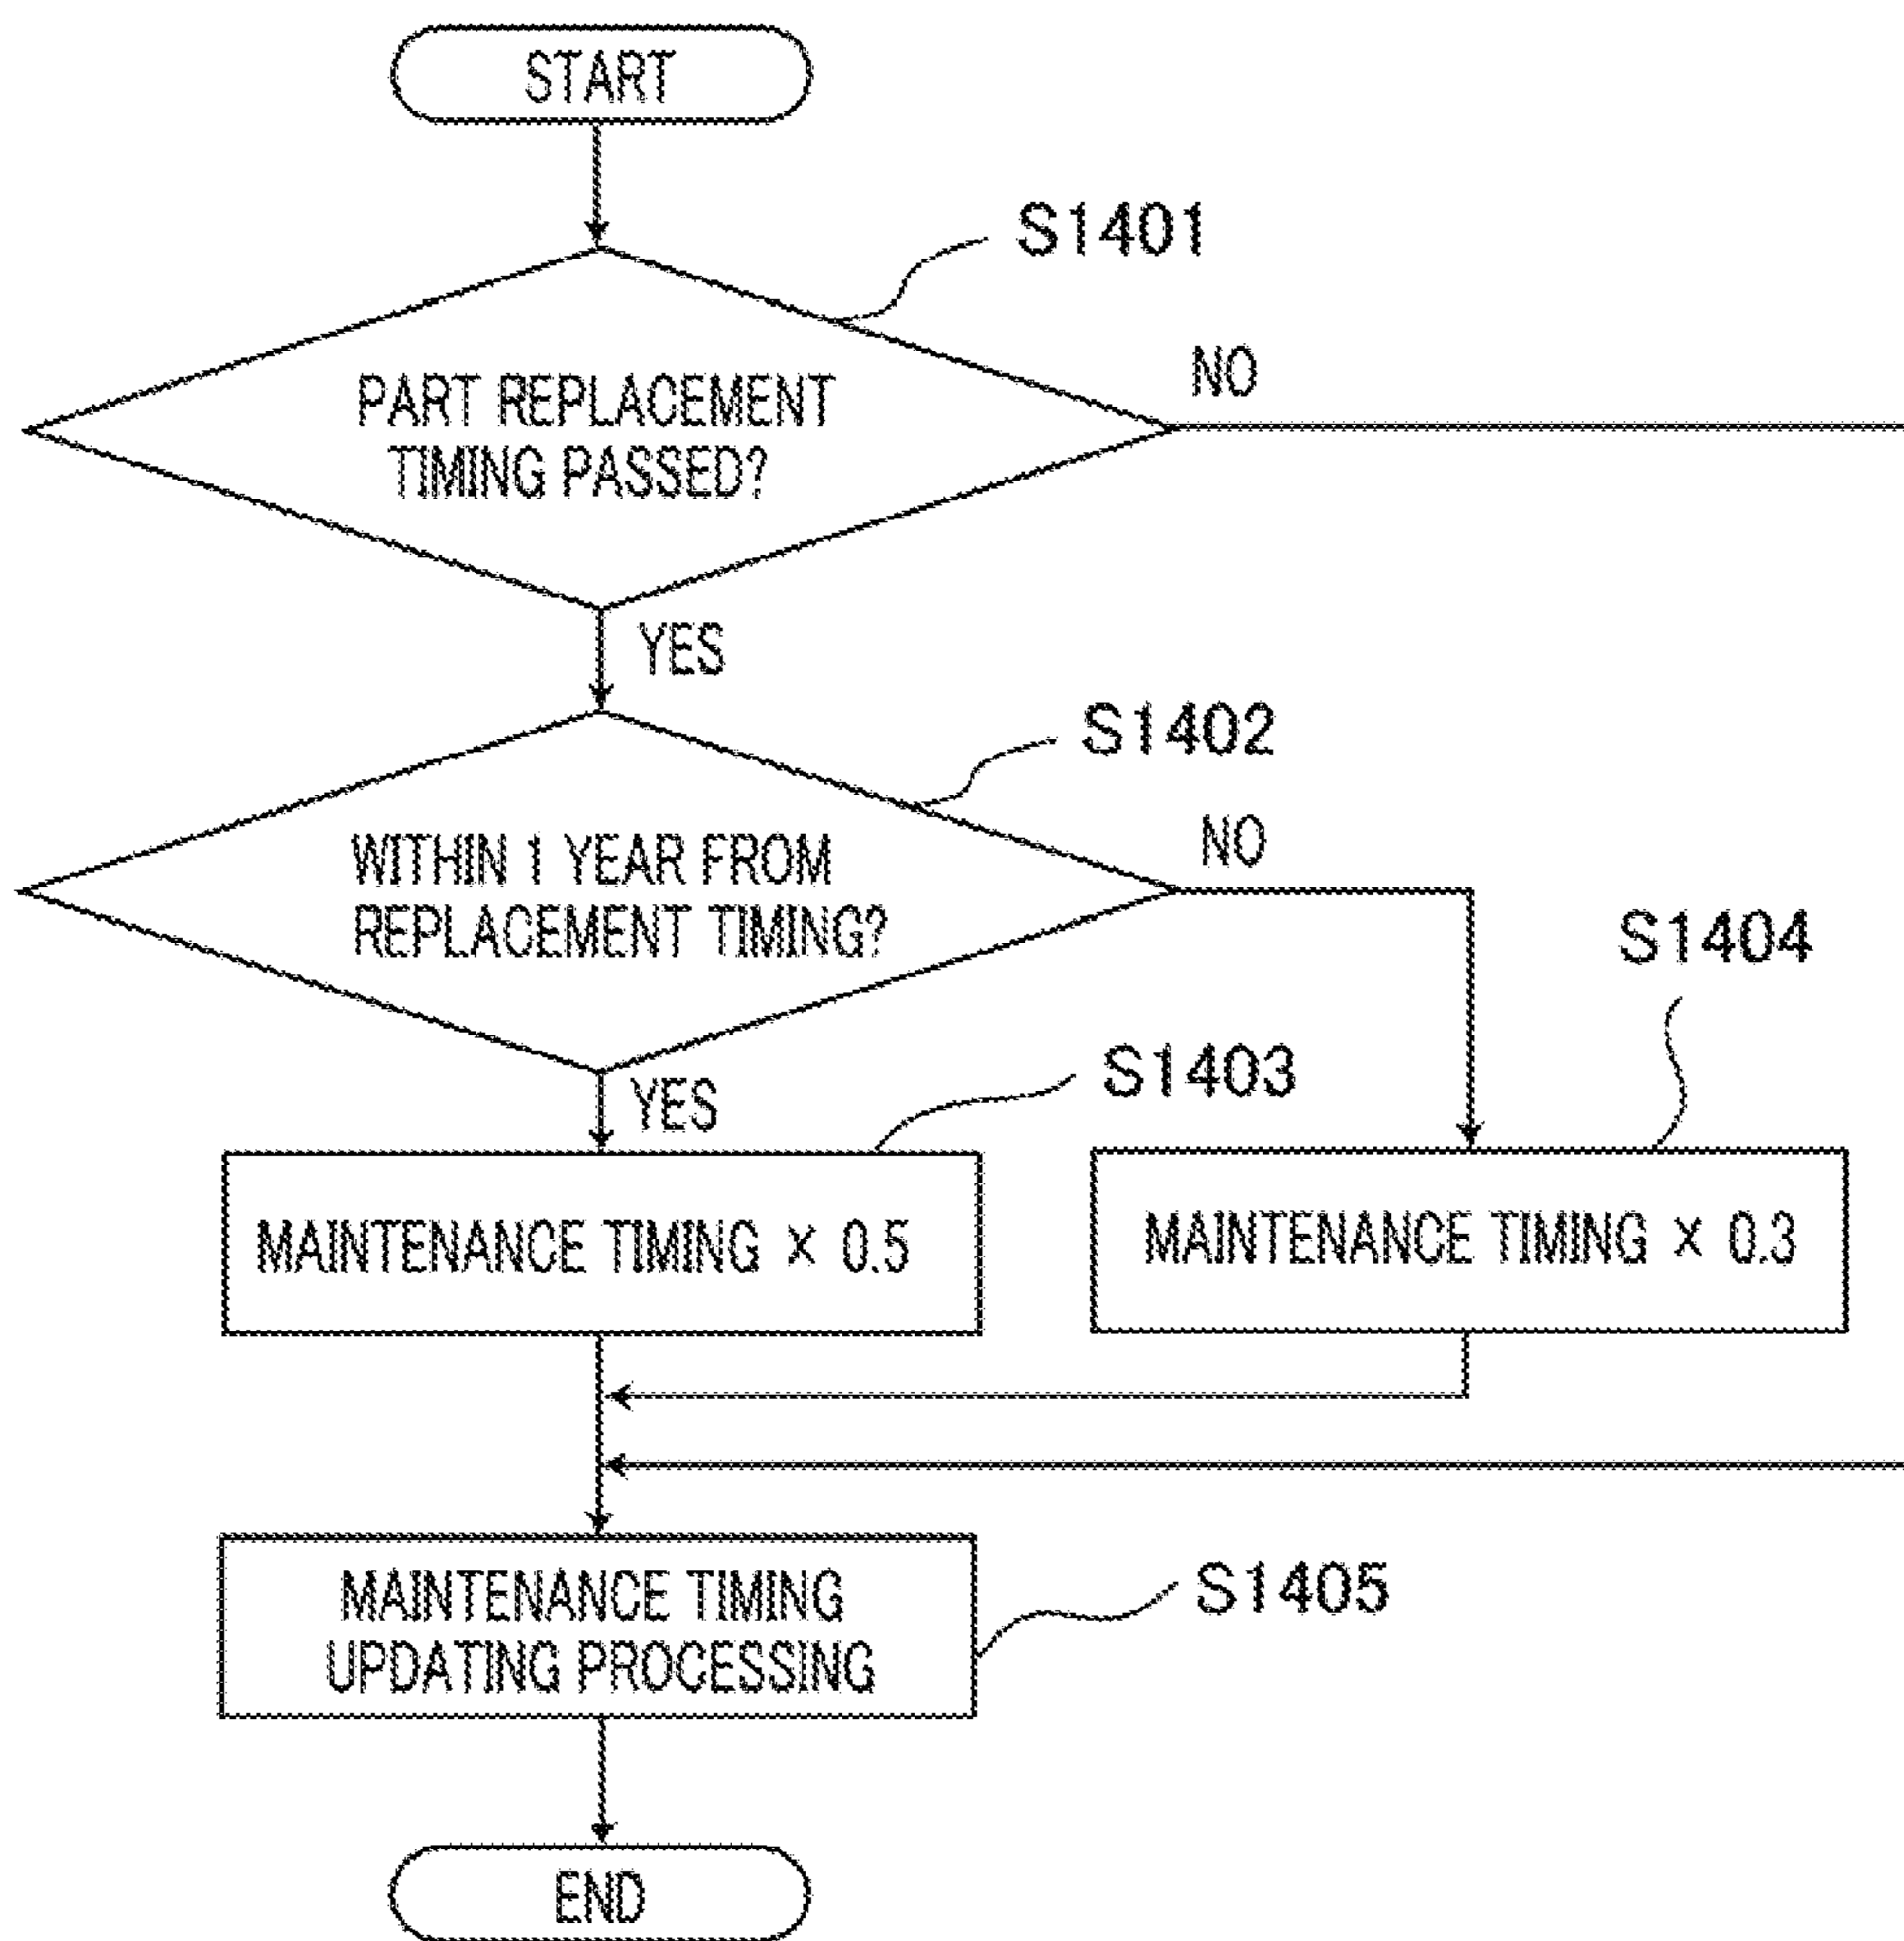 START
S1401
PART REPLACEMENT
TIMING PASSED?
NO
YES
S1402
WITHIN 1 YEAR FROM
REPLACEMENT TIMING?
NO
S1404
YES
S1403
MAINTENANCE TIMING × 0.5
MAINTENANCE TIMING × 0.3
MAINTENANCE TIMING
UPDATING PROCESSING
S1405
END